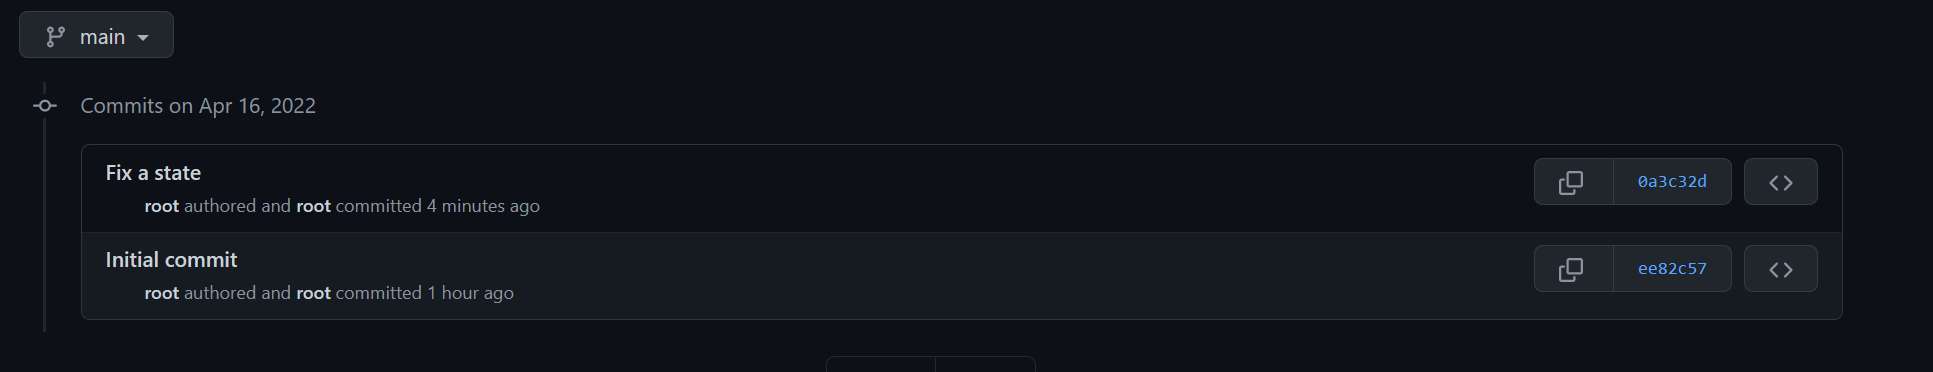 main
Commits on Apr 16, 2022
Fix a state
root authored and root committed 4 minutes ago
0a3c32d
Initial commit
root authored and root committed 1 hour ago
ee82c57